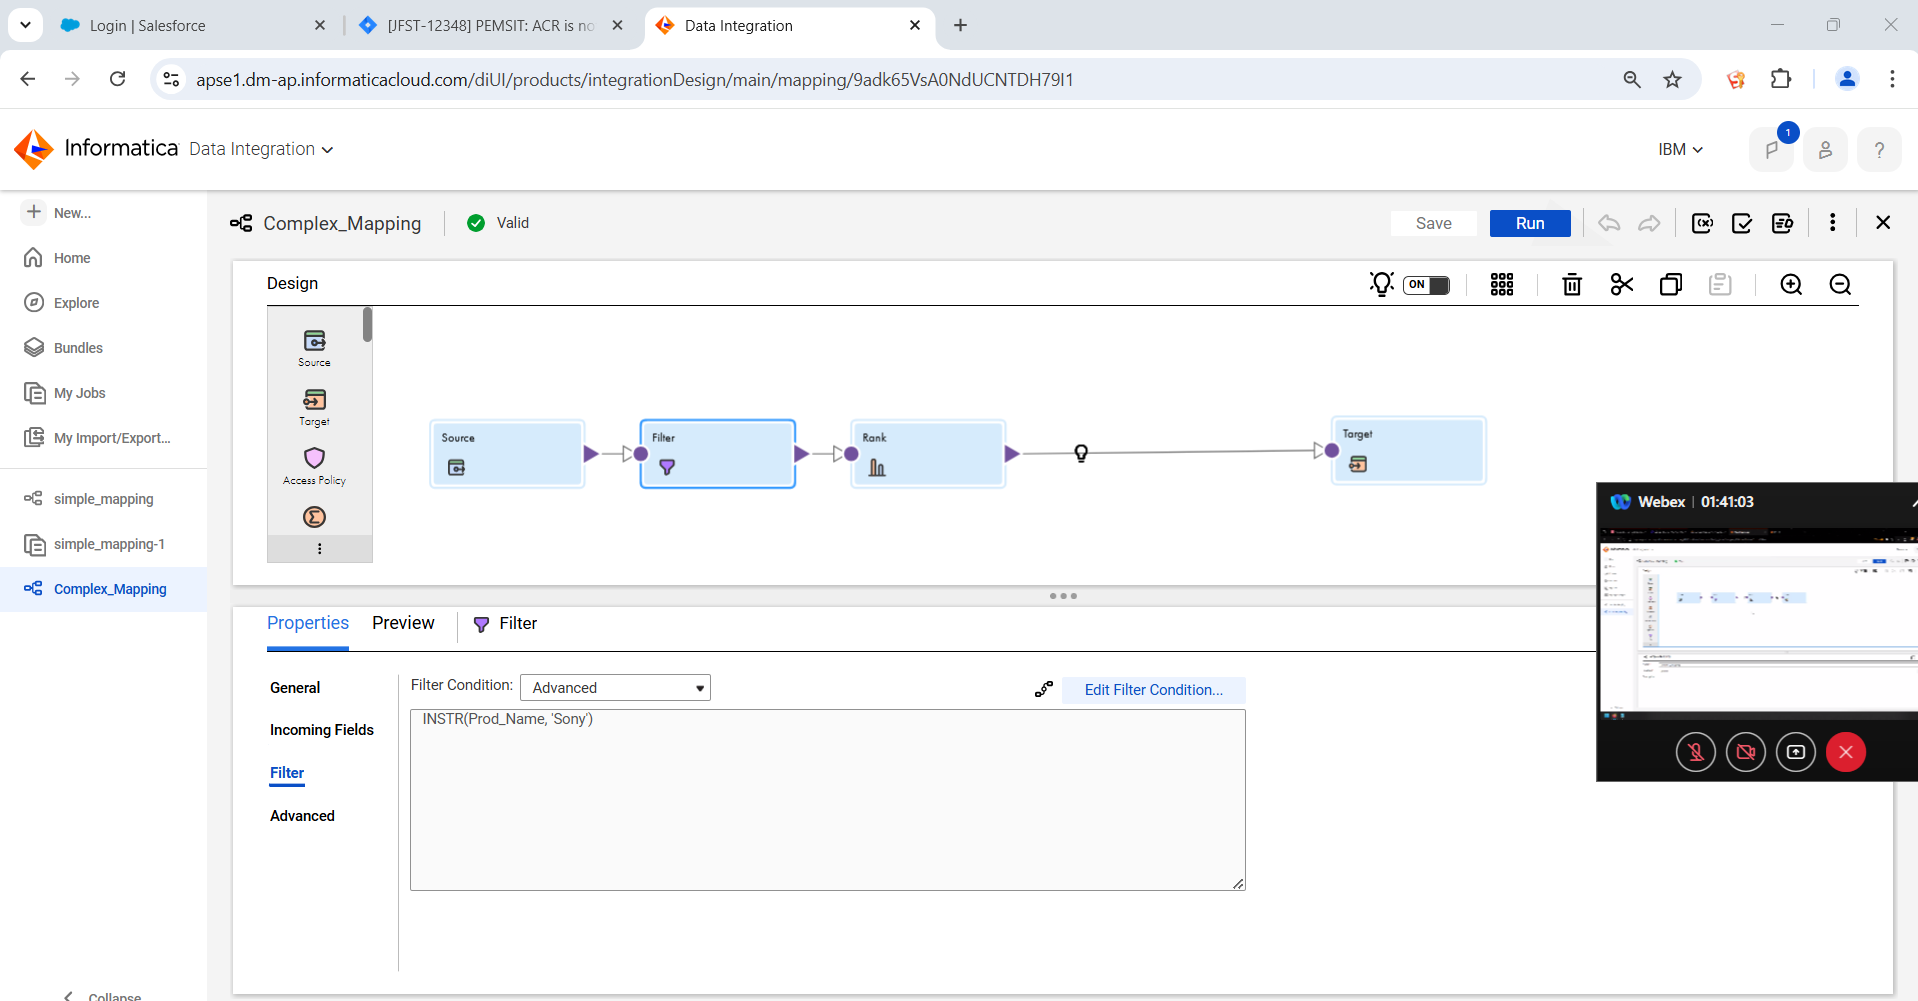 Login | Salesforce
[JFST-12348] PEMSIT: ACR is no
Data Integration
apse1.dm-ap.informaticacloud.com/diUI/products/integrationDesign/main/mapping/9adk65VsA0NdUCNTDH79I1
Informatica Data Integration
IBM
1
?
New...
Home
Explore
Bundles
My Jobs
My Import/Export...
simple_mapping
simple_mapping-1
Complex_Mapping
Collapse
Complex_Mapping
Valid
Save
Run
Design
ON
Source
Target
Access Policy
Source
Filter
Rank
Target
Webex | 01:41:03
Properties
Preview
Filter
General
Incoming Fields
Filter
Advanced
Filter Condition:
Advanced
Edit Filter Condition...
INSTR(Prod_Name, 'Sony')